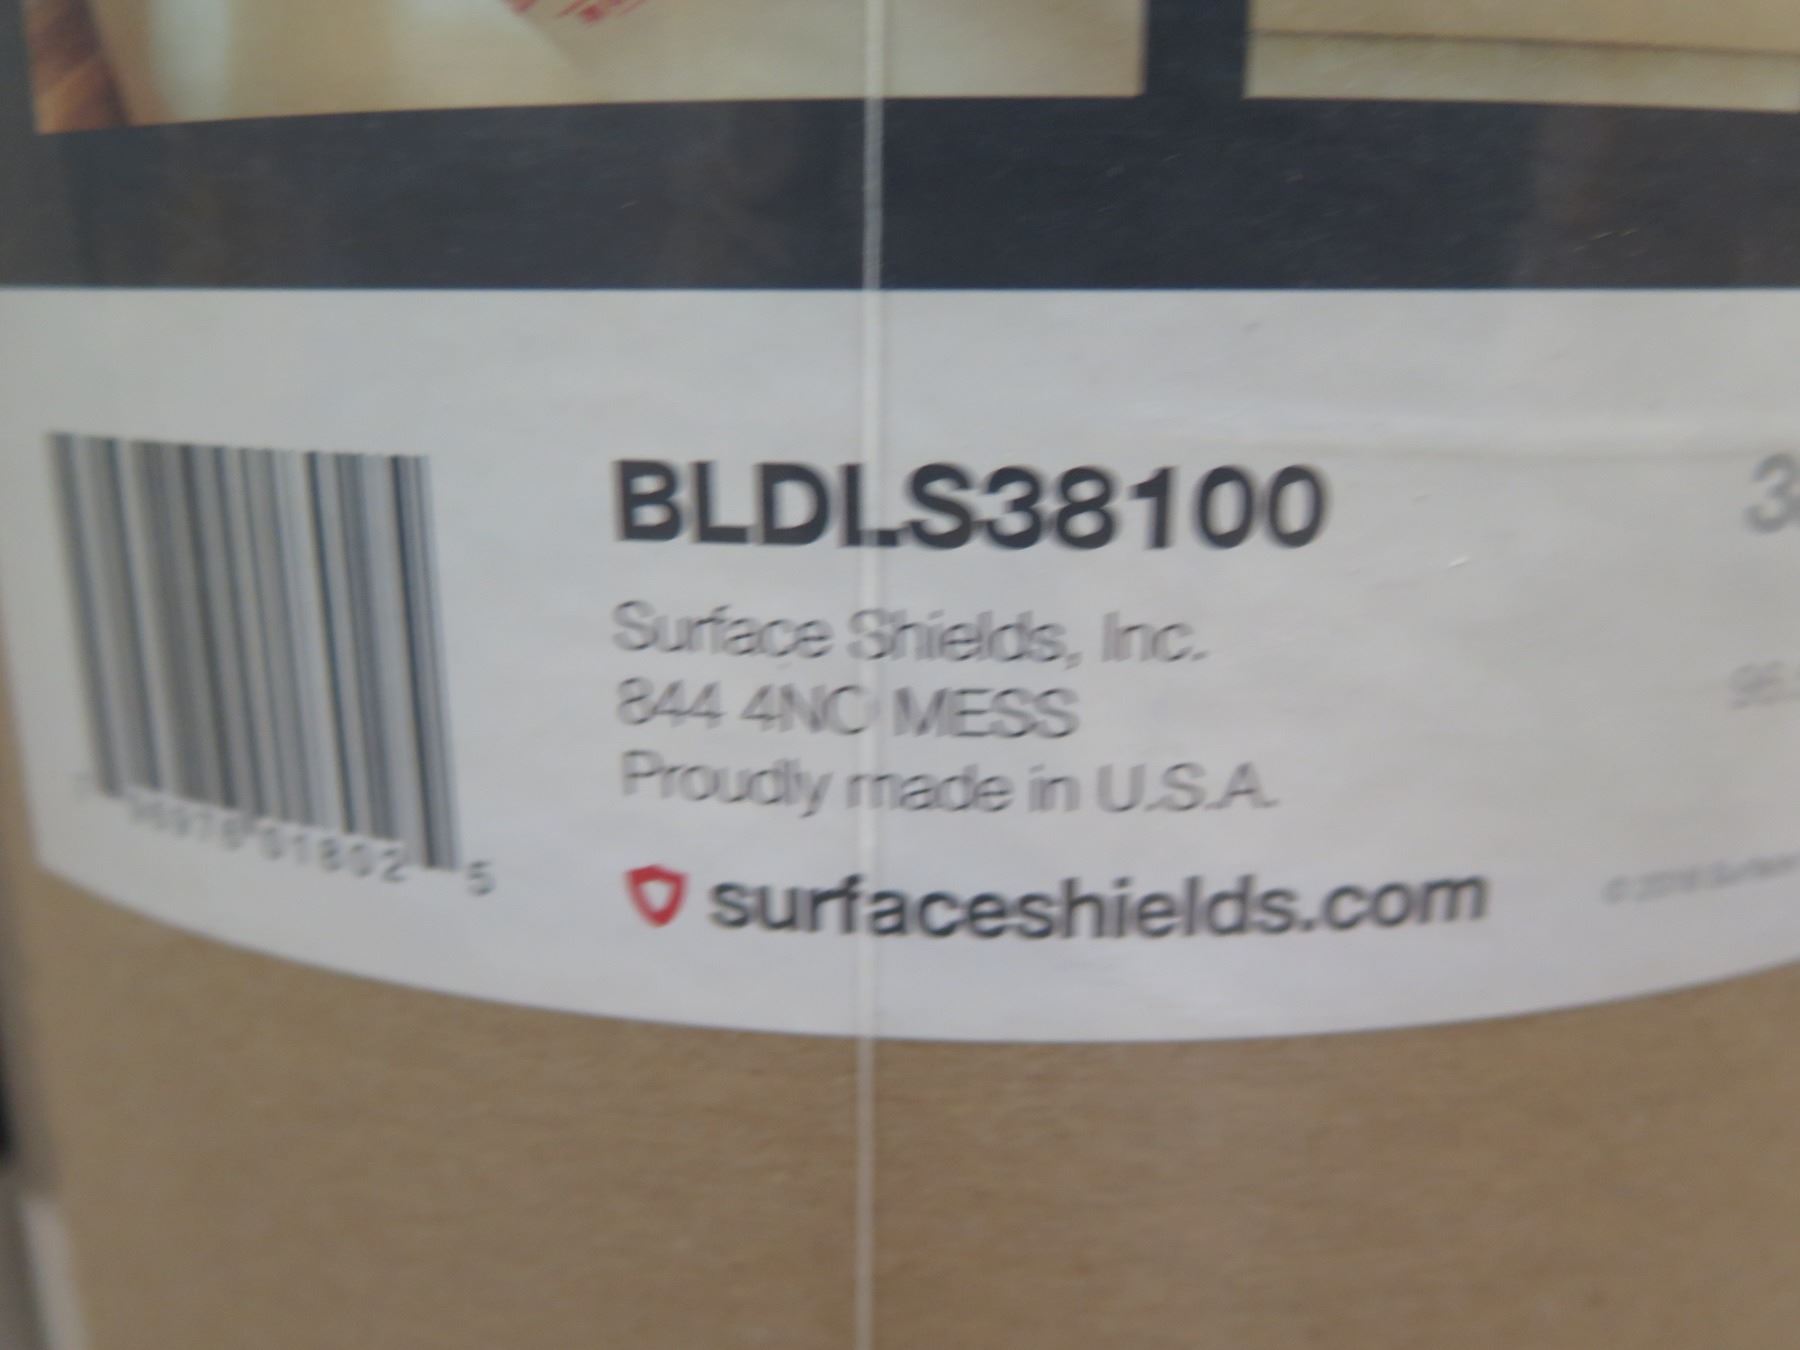 BLDLS38100
Surface Shields, Inc.
844 4NO MESS
Proudly made in U.S.A.
surfaceshields.com